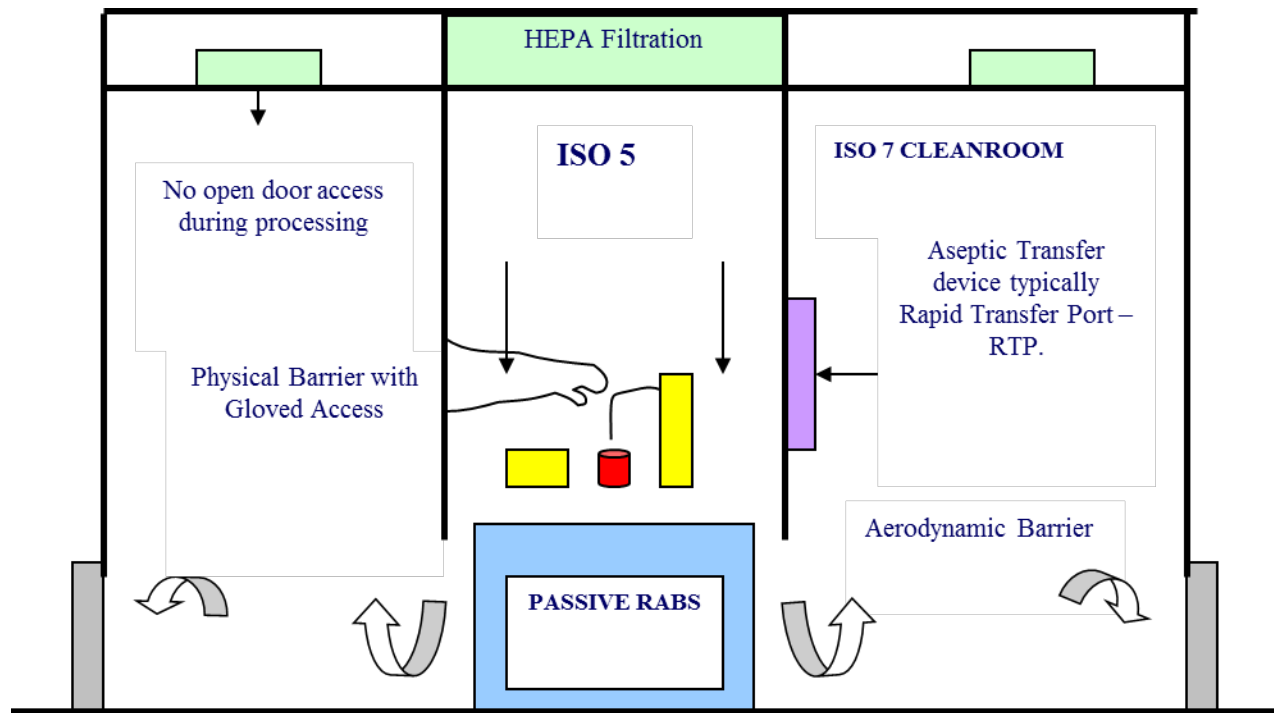 HEPA Filtration
ISO 5
ISO 7 CLEANROOM
No open door access
during processing
Aseptic Transfer
device typically
Rapid Transfer Port –
RTP.
Physical Barrier with
Gloved Access
Aerodynamic Barrier
PASSIVE RABS